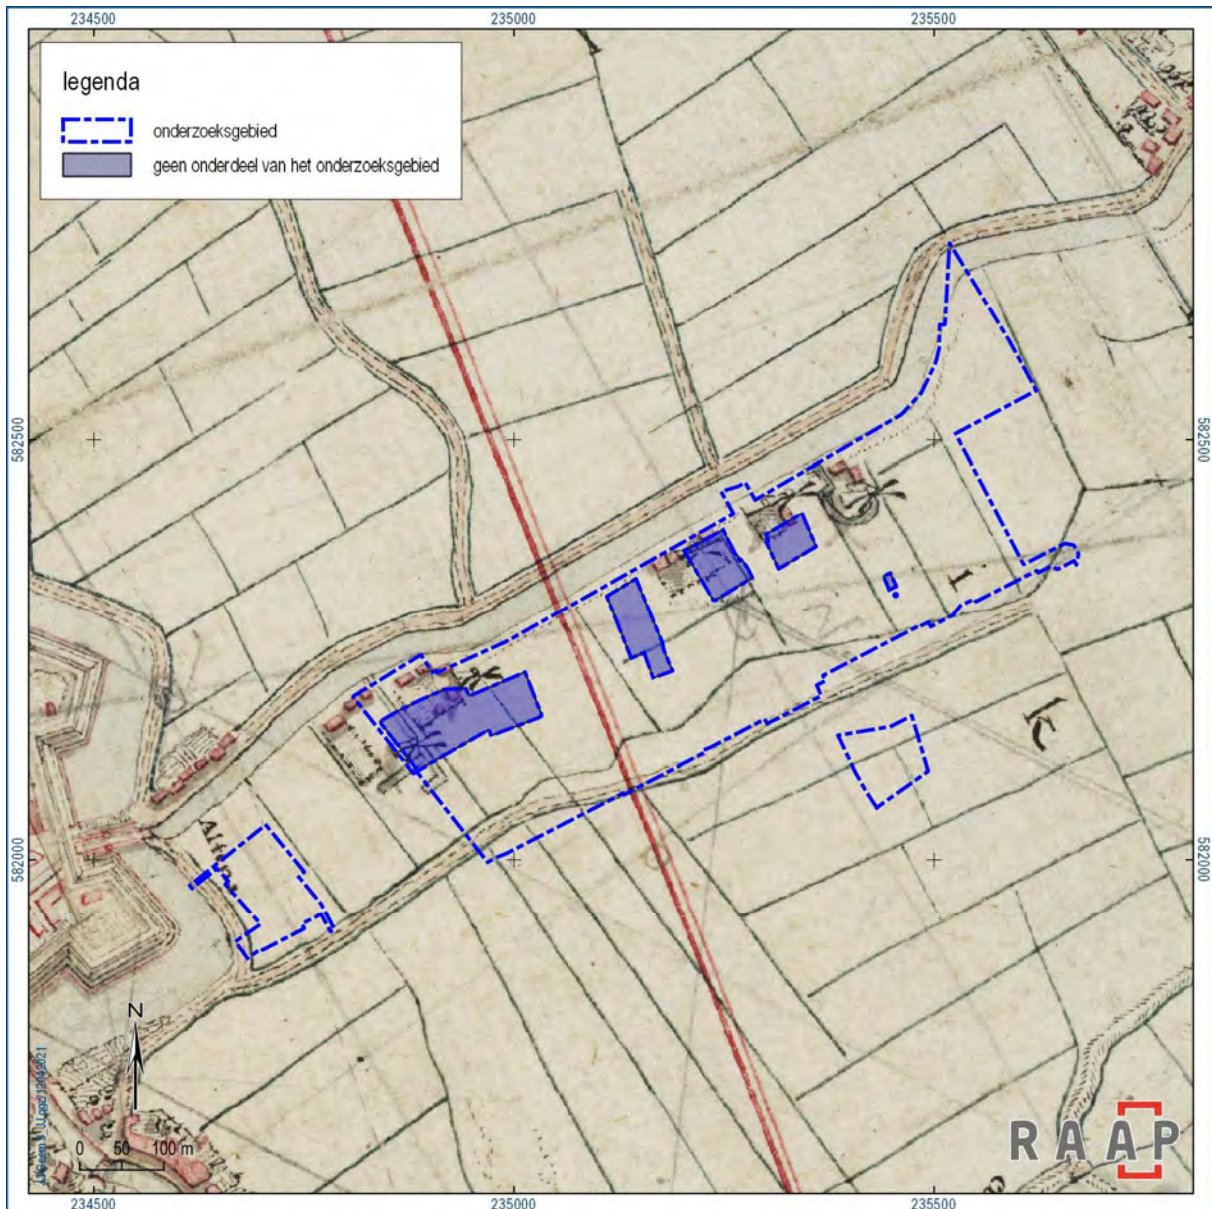 234500 235000 235500
legenda
onderzoeksgebied
geen onderdeel van het onderzoeksgebied
582500 582500
i
K
582000 582000
N
0 50 100 m
RAAP
234500 235000 235500